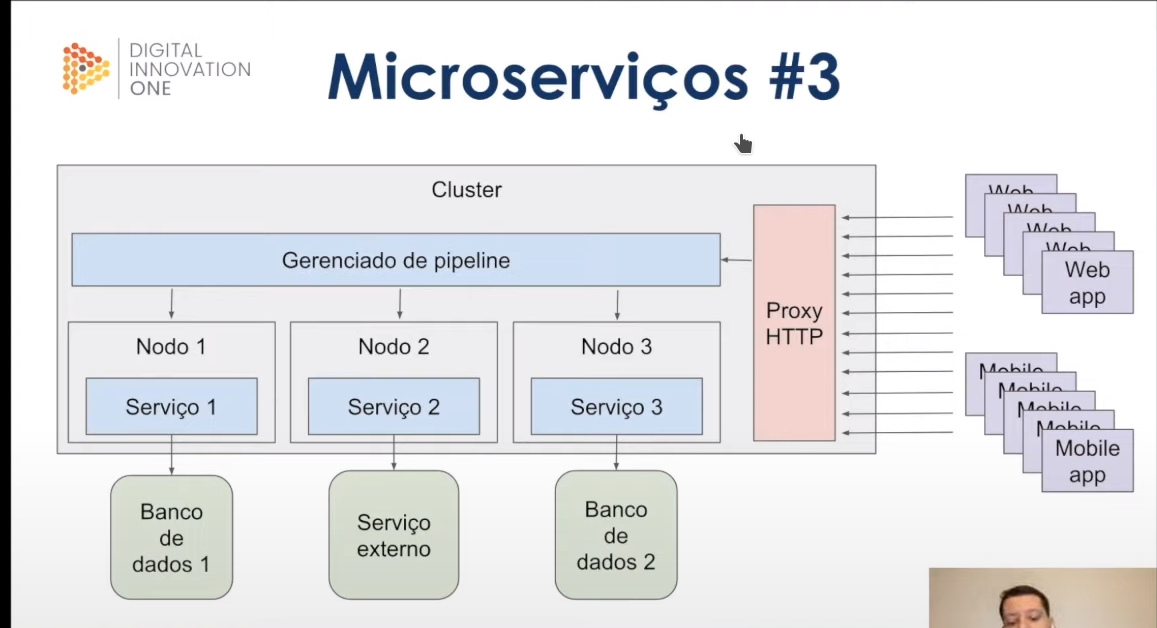 DIGITAL
INNOVATION
ONE
Microserviços #3
Cluster
Gerenciado de pipeline
Proxy
HTTP
Nodo 1
Nodo 2
Nodo 3
Serviço 1
Serviço 2
Serviço 3
Banco
de
dados 1
Serviço
externo
Banco
de
dados 2
Web
Web
Web
Web
Web
app
Mobile
Mobile
Mobile
Mobile
Mobile
app